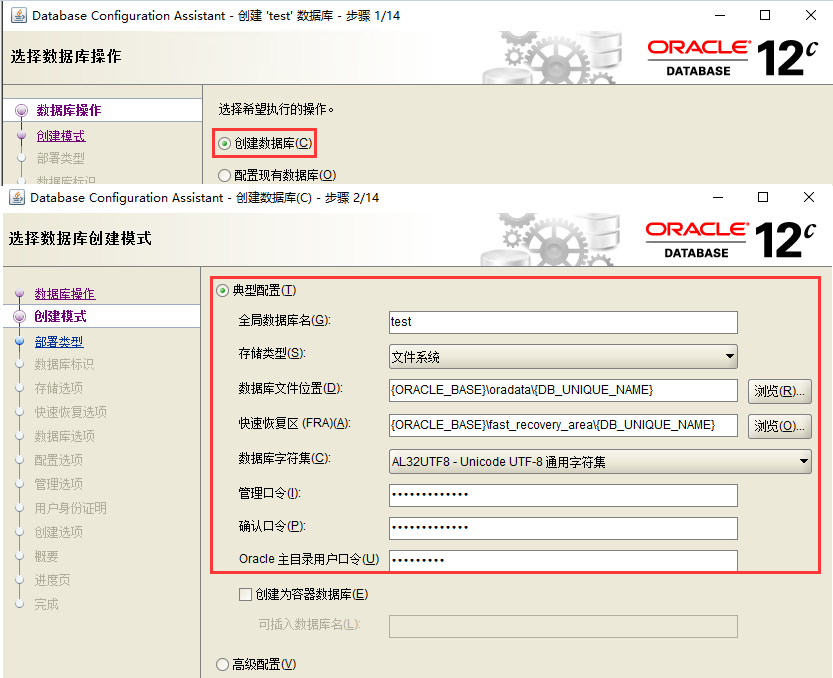 Database Configuration Assistant - 创建 'test' 数据库 - 步骤 1/14
选择数据库操作
ORACLE DATABASE 12c
数据库操作
创建模式
部署类型
数据库标识
选择希望执行的操作。
创建数据库(C)
配置现有数据库(O)
Database Configuration Assistant - 创建数据库(C) - 步骤 2/14
选择数据库创建模式
ORACLE DATABASE 12c
数据库操作
创建模式
部署类型
数据库标识
存储选项
快速恢复选项
数据库选项
配置选项
管理选项
用户身份证明
创建选项
概要
进度页
完成
典型配置(T)
全局数据库名(G): test
存储类型(S): 文件系统
数据库文件位置(D): {ORACLE_BASE}\oradata\{DB_UNIQUE_NAME} 浏览(R)...
快速恢复区 (FRA)(A): {ORACLE_BASE}\fast_recovery_area\{DB_UNIQUE_NAME} 浏览(O)...
数据库字符集(C): AL32UTF8 - Unicode UTF-8 通用字符集
管理口令(I): •••••••••••••
确认口令(P): •••••••••••••
Oracle 主目录用户口令(U) •••••••••
创建为容器数据库(E)
可插入数据库名(L):
高级配置(V)